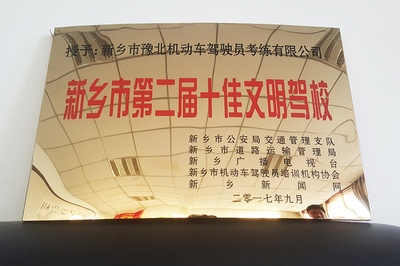 授予:新乡市豫北机动车驾驶员考练有限公司
新乡市第二届十佳文明驾校
新乡市公安局交通管理支队
新乡市道路运输管理局
新乡广播电视台
新乡市机动车驾驶员培训机构协会
新乡新闻网
二〇一七年九月